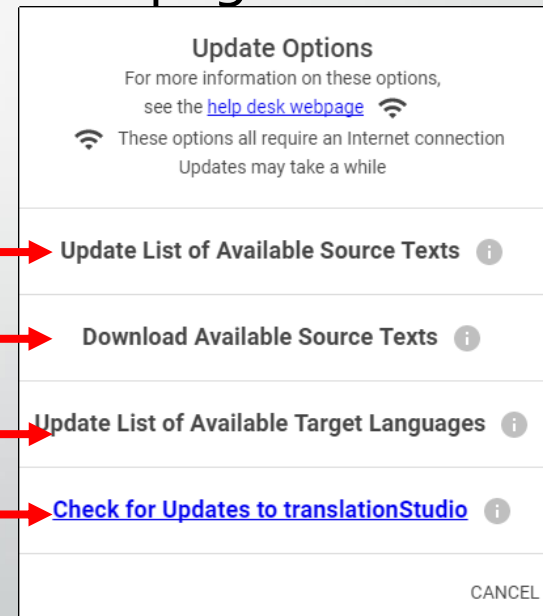 Update Options
For more information on these options,
see the help desk webpage
These options all require an Internet connection
Updates may take a while
Update List of Available Source Texts
Download Available Source Texts
Update List of Available Target Languages
Check for Updates to translationStudio
CANCEL